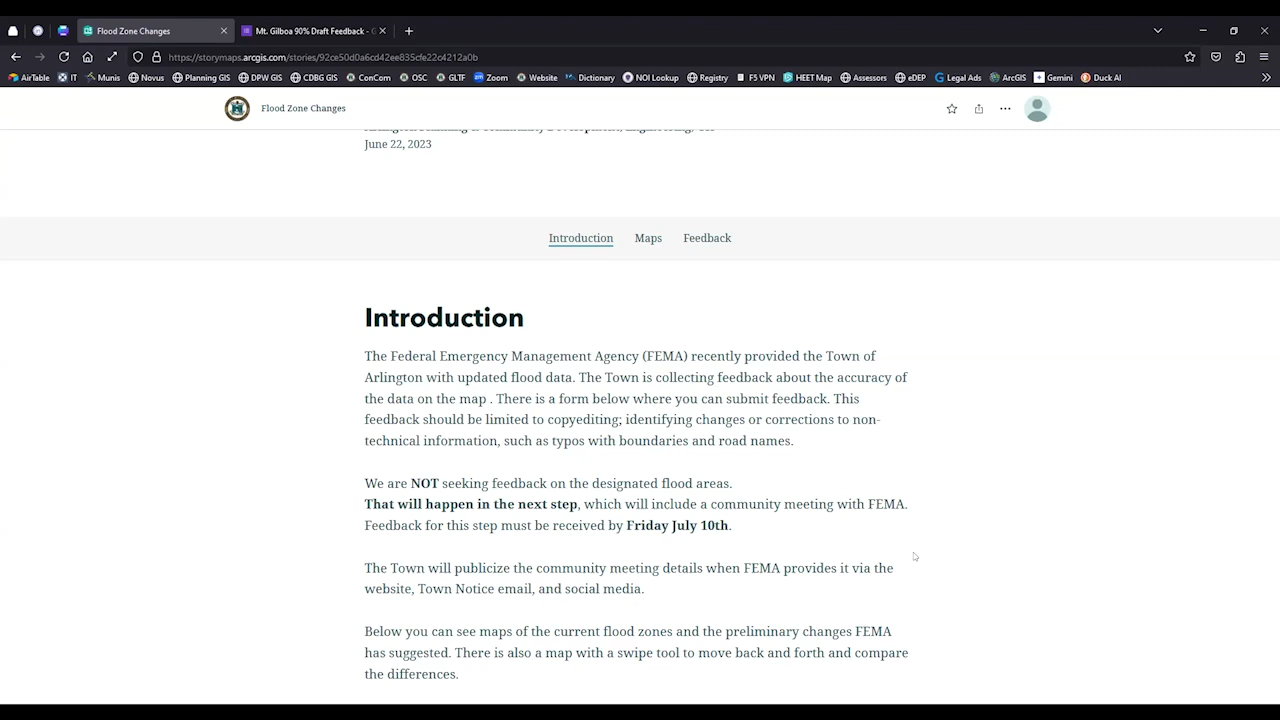 Flood Zone Changes
Mt. Gilboa 90% Draft Feedback - G
https://storymaps.arcgis.com/stories/92ce50d0a6cd42ee835cfe22c4212a0b
AirTable IT Munis Novus Planning GIS DPW GIS CDBG GIS ConCom OSC GLTF Zoom Website Dictionary NOI Lookup Registry F5 VPN HEET Map Assessors eDEP Legal Ads ArcGIS Gemini Duck AI
Flood Zone Changes
June 22, 2023
Introduction Maps Feedback
Introduction
The Federal Emergency Management Agency (FEMA) recently provided the Town of
Arlington with updated flood data. The Town is collecting feedback about the accuracy of
the data on the map . There is a form below where you can submit feedback. This
feedback should be limited to copyediting; identifying changes or corrections to non-
technical information, such as typos with boundaries and road names.
We are NOT seeking feedback on the designated flood areas.
That will happen in the next step, which will include a community meeting with FEMA.
Feedback for this step must be received by Friday July 10th.
The Town will publicize the community meeting details when FEMA provides it via the
website, Town Notice email, and social media.
Below you can see maps of the current flood zones and the preliminary changes FEMA
has suggested. There is also a map with a swipe tool to move back and forth and compare
the differences.